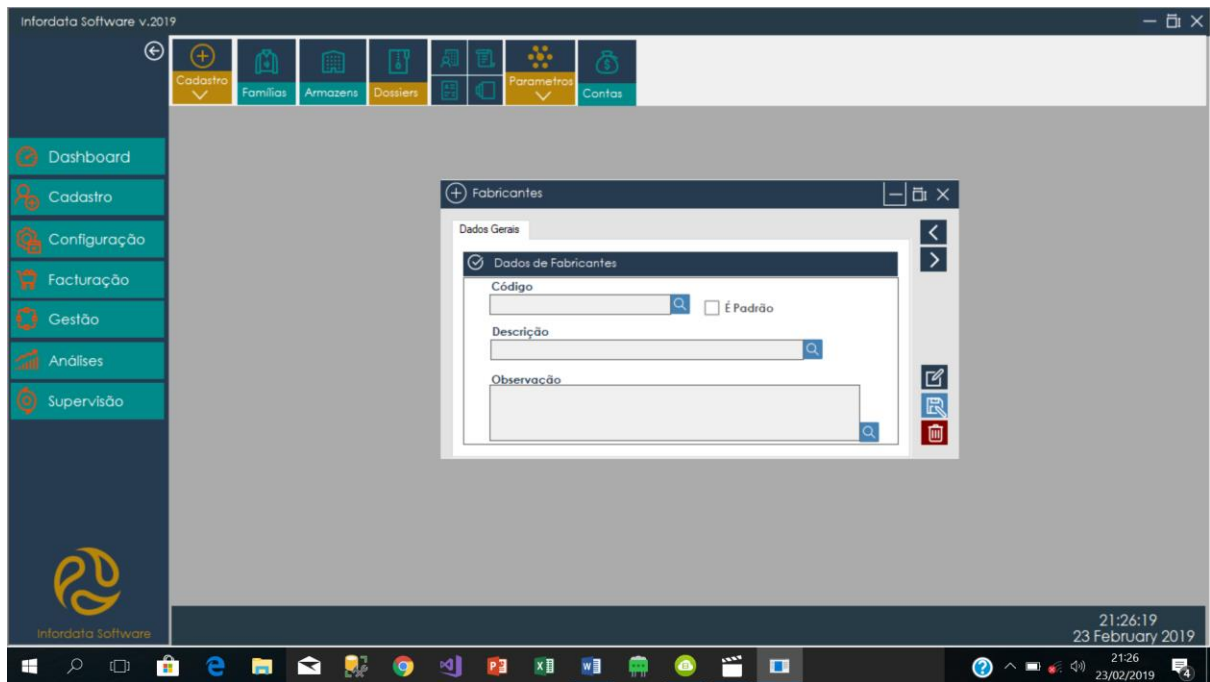 Infordata Software v.2019
Cadastro
Famílias
Armazens
Dossiers
Parametros
Contas
Dashboard
Cadastro
Configuração
Facturação
Gestão
Análises
Supervisão
Fabricantes
Dados Gerais
Dados de Fabricantes
Código
É Padrão
Descrição
Observação
Infordata Software
21:26:19
23 February 2019
21:26
23/02/2019
4